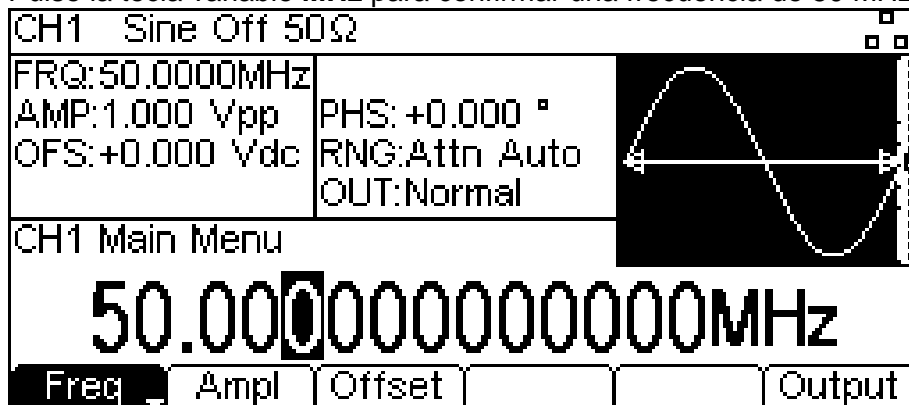 Pulse la tecla variable MHz para confirmar una frecuencia de 50 MHz
CH1 Sine Off 50Ω
FRQ:50.0000MHz
AMP:1.000 Vpp
OFS:+0.000 Vdc
PHS:+0.000 °
RNG:Attn Auto
OUT:Normal
CH1 Main Menu
50.000000000000MHz
Freq Ampl Offset Output